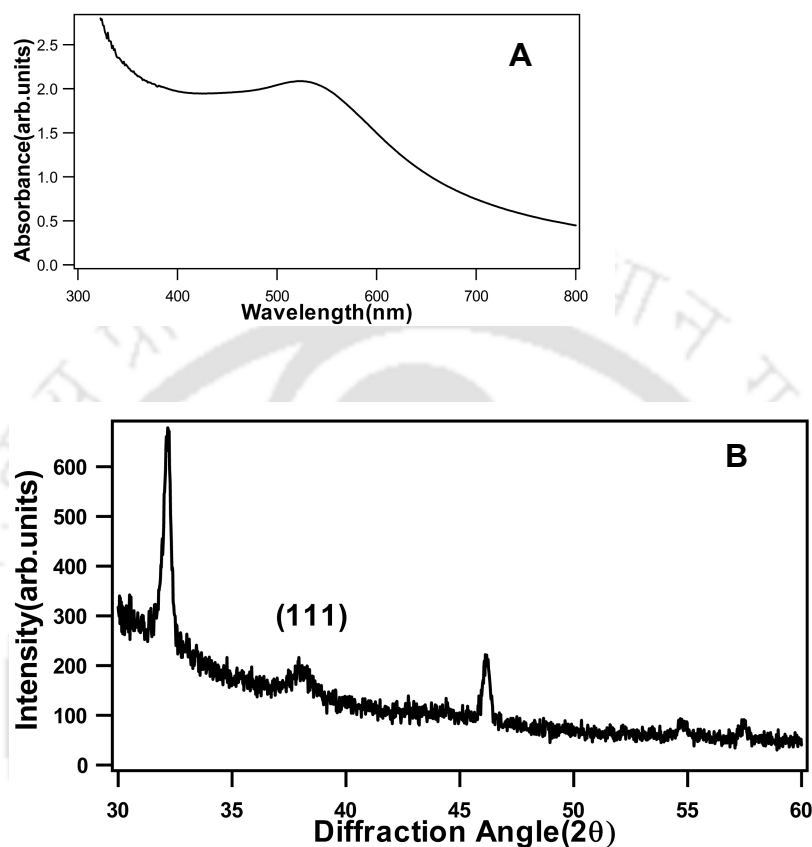 A
Absorbance(arb.units)
2.5
2.0
1.5
1.0
0.5
0.0
300 400 500 600 700 800
Wavelength(nm)
B
Intensity(arb.units)
600
500
400
300
200
100
0
(111)
30 35 40 45 50 55 60
Diffraction Angle(2θ)